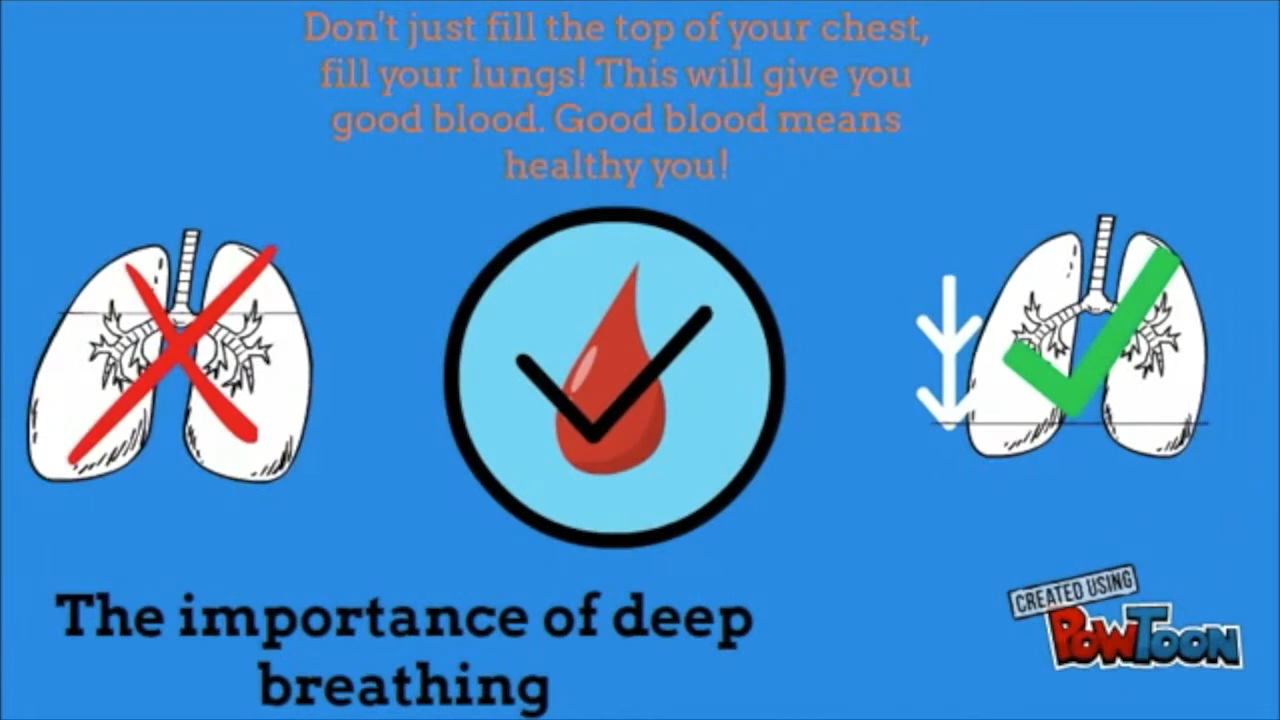 Don't just fill the top of your chest,
fill your lungs! This will give you
good blood. Good blood means
healthy you!
The importance of deep
breathing
CREATED USING
POWTOON